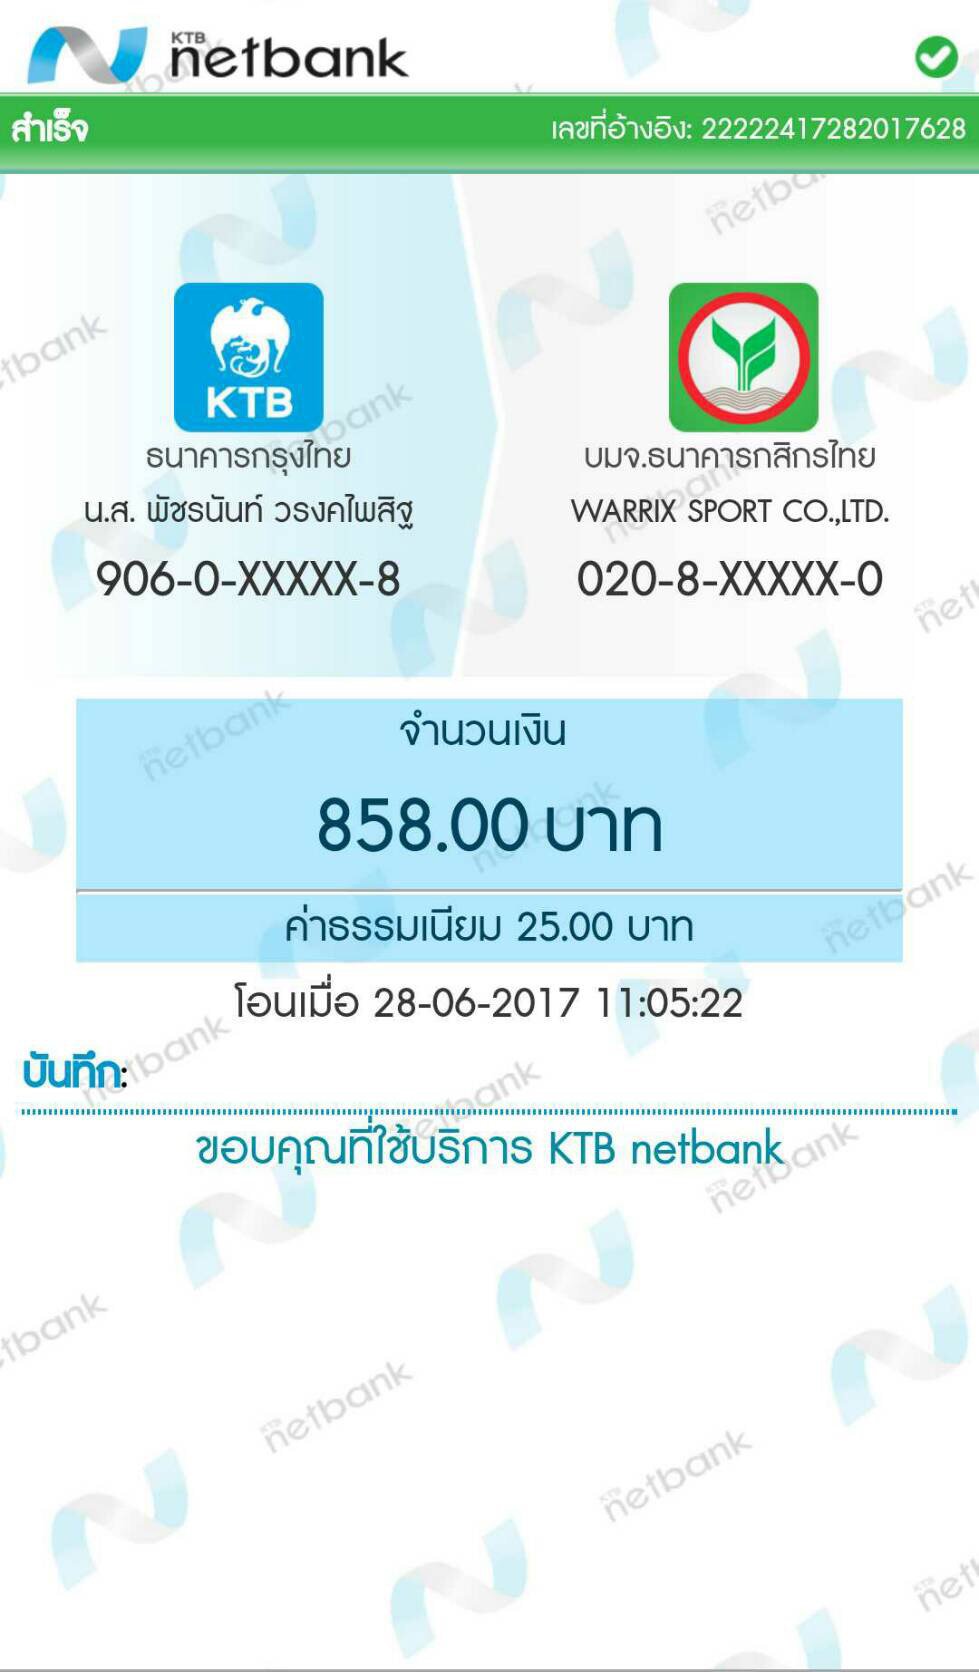 KTB
netbank
สำเร็จ
เลขที่อ้างอิง: 22222417282017628
KTB
ธนาคารกรุงไทย
น.ส. พัชรนันท์ วรงคไพสิฐ
906-0-XXXXX-8
บมจ.ธนาคารกสิกรไทย
WARRIX SPORT CO.,LTD.
020-8-XXXXX-0
จำนวนเงิน
858.00 บาท
ค่าธรรมเนียม 25.00 บาท
โอนเมื่อ 28-06-2017 11:05:22
บันทึก:
ขอบคุณที่ใช้บริการ KTB netbank